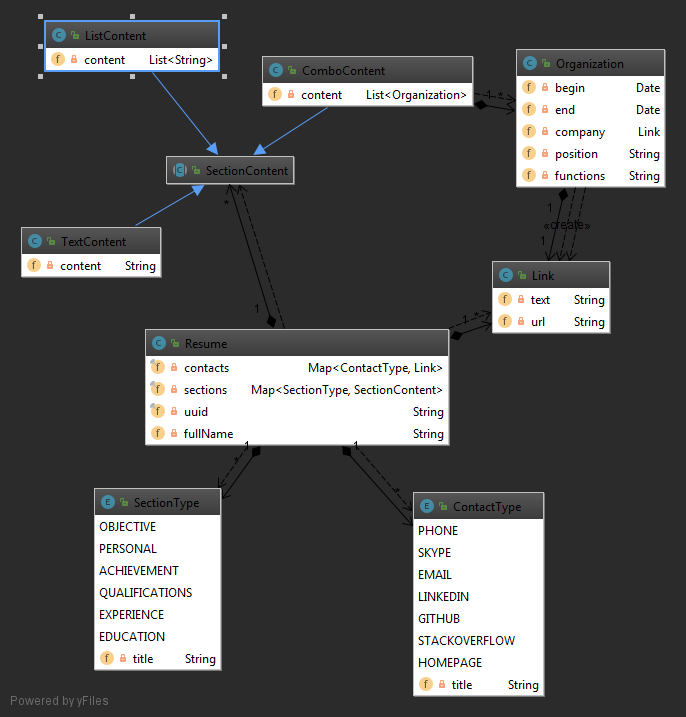 ListContent
content List<String>
ComboContent
content List<Organization>
Organization
begin Date
end Date
company Link
position String
functions String
1 *
SectionContent
*
1
«create»
1
TextContent
content String
Link
text String
url String
1
1 *
Resume
contacts Map<ContactType, Link>
sections Map<SectionType, SectionContent>
uuid String
fullName String
1
1
*
*
SectionType
OBJECTIVE
PERSONAL
ACHIEVEMENT
QUALIFICATIONS
EXPERIENCE
EDUCATION
title String
ContactType
PHONE
SKYPE
EMAIL
LINKEDIN
GITHUB
STACKOVERFLOW
HOMEPAGE
title String
Powered by yFiles